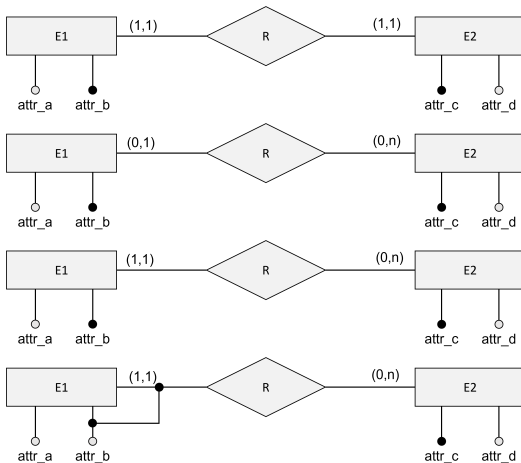 (1,1) (1,1)
E1 R E2
attr_a attr_b attr_c attr_d
(0,1) (0,n)
E1 R E2
attr_a attr_b attr_c attr_d
(1,1) (0,n)
E1 R E2
attr_a attr_b attr_c attr_d
(1,1) (0,n)
E1 R E2
attr_a attr_b attr_c attr_d